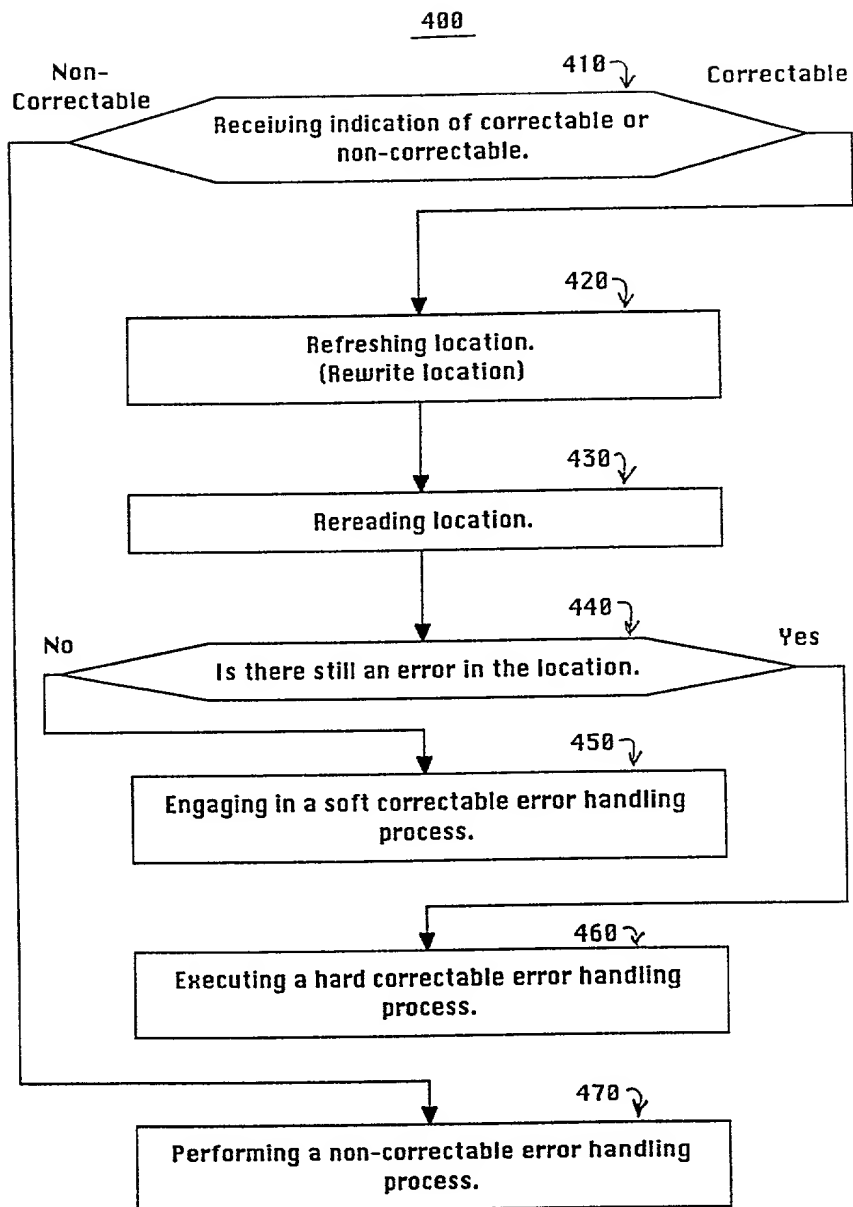 400
Non-
Correctable
410
Correctable
Receiving indication of correctable or
non-correctable.
420
Refreshing location.
(Rewrite location)
430
Rereading location.
440
No
Yes
Is there still an error in the location.
450
Engaging in a soft correctable error handling
process.
460
Executing a hard correctable error handling
process.
470
Performing a non-correctable error handling
process.